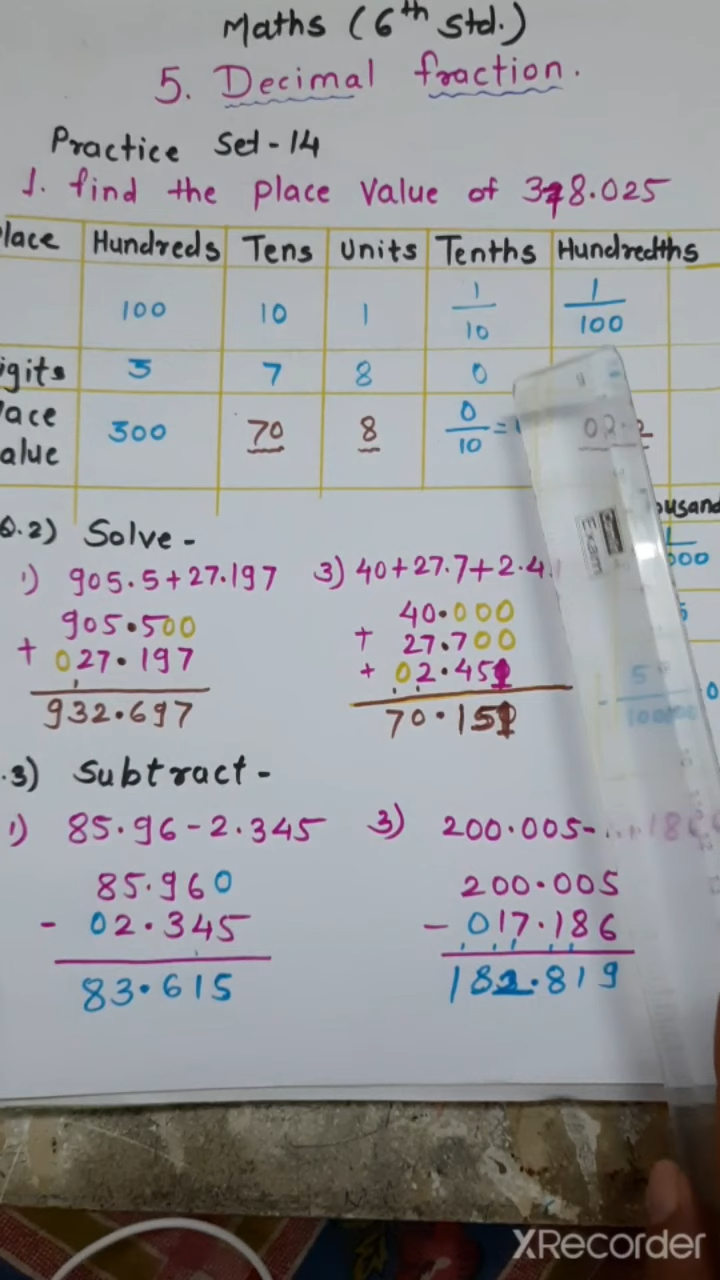 Maths (6th Std.)
5. Decimal fraction.
Practice Set-14
1. find the place value of 378.025
lace Hundreds Tens Units Tenths Hundredths
100 10 1 1/10 1/100
igits 3 7 8 0
lace alue 300 70 8 0/10 =
ousand
Q.2) Solve -
1) 905.5+27.197 3) 40+27.7+2.4
905.500 40.000
+ 027.197 + 27.700
+ 02.451
932.697 70.151
.3) Subtract -
1) 85.96-2.345 3) 200.005-
85.960 200.005
- 02.345 - 017.186
83.615 182.819
Exam
XRecorder